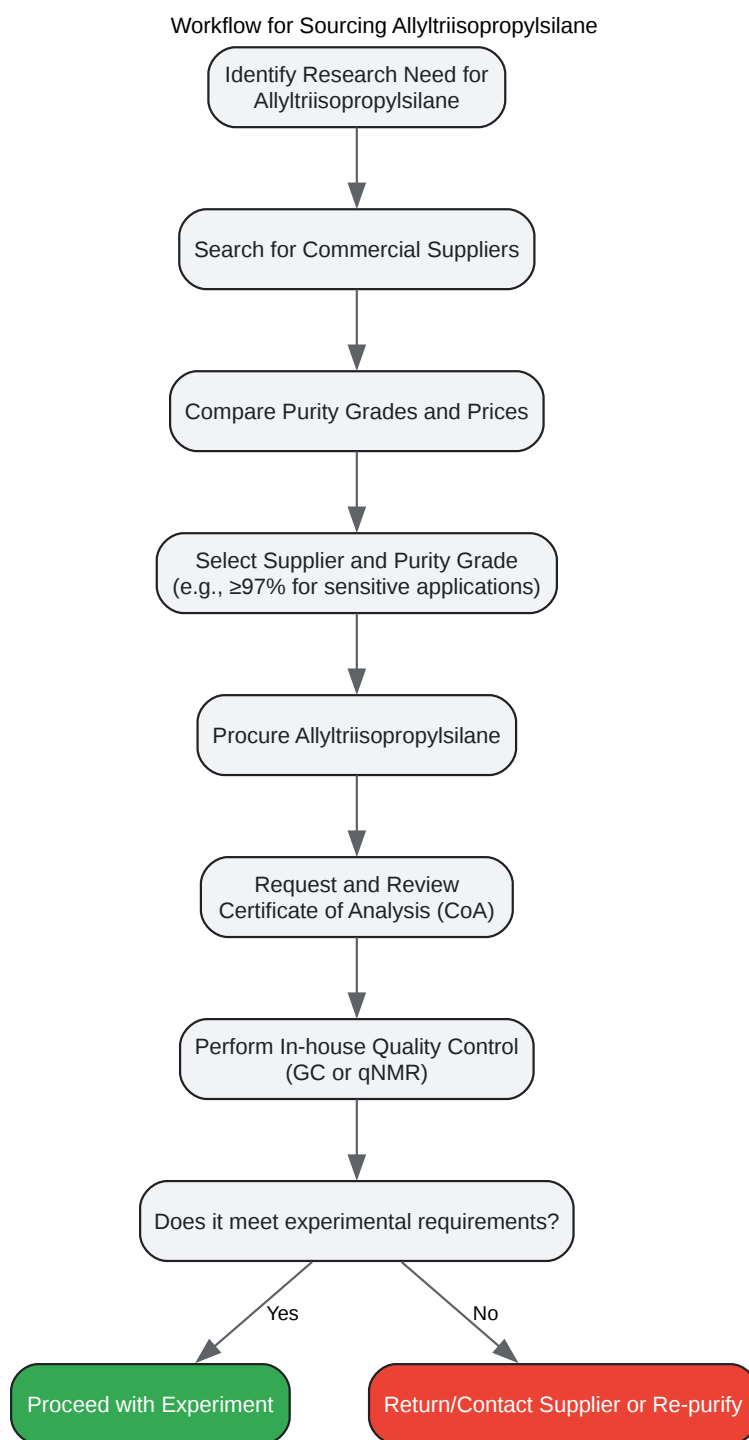 Workflow for Sourcing Allyltriisopropylsilane
Identify Research Need for
Allyltriisopropylsilane
Search for Commercial Suppliers
Compare Purity Grades and Prices
Select Supplier and Purity Grade
(e.g., ≥97% for sensitive applications)
Procure Allyltriisopropylsilane
Request and Review
Certificate of Analysis (CoA)
Perform In-house Quality Control
(GC or qNMR)
Does it meet experimental requirements?
Yes
No
Proceed with Experiment
Return/Contact Supplier or Re-purify